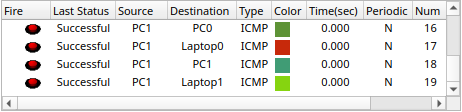 Fire Last Status Source Destination Type Color Time(sec) Periodic Num
Successful PC1 PC0 ICMP 0.000 N 16
Successful PC1 Laptop0 ICMP 0.000 N 17
Successful PC1 PC1 ICMP 0.000 N 18
Successful PC1 Laptop1 ICMP 0.000 N 19